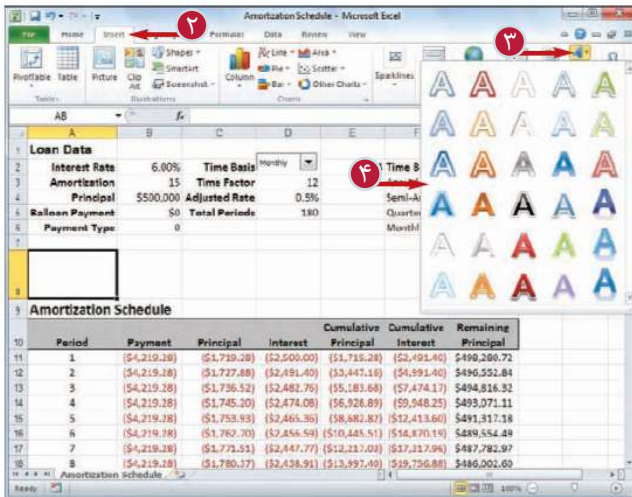 Amortization Schedule - Microsoft Excel
File Home Insert Formulas Data Review View
۲
۳
PivotTable Table Picture Clip Art Shapes SmartArt Screenshot Column Line Pie Bar Area Scatter Other Charts Sparklines
Tables Illustrations Charts
A8 fx
A B C D E F
1 Loan Data
2 Interest Rate 6.00% Time Basis Monthly Time B
3 Amortization 15 Time Factor 12
4 Principal $500,000 Adjusted Rate 0.5% Semi-An
5 Balloon Payment $0 Total Periods 180 Quarter
6 Payment Type 0 Monthl
7
8
۴
9 Amortization Schedule
10 Period Payment Principal Interest Cumulative Principal Cumulative Interest Remaining Principal
11 1 ($4,219.28) ($1,719.28) ($2,500.00) ($1,719.28) ($2,491.40) $498,280.72
12 2 ($4,219.28) ($1,727.88) ($2,491.40) ($3,447.16) ($4,991.40) $496,552.84
13 3 ($4,219.28) ($1,736.52) ($2,482.76) ($5,183.68) ($7,474.17) $494,816.32
14 4 ($4,219.28) ($1,745.20) ($2,474.08) ($6,928.89) ($9,948.25) $493,071.11
15 5 ($4,219.28) ($1,753.93) ($2,465.36) ($8,682.82) ($12,413.60) $491,317.18
16 6 ($4,219.28) ($1,762.70) ($2,456.59) ($10,445.51) ($14,870.19) $489,554.49
17 7 ($4,219.28) ($1,771.51) ($2,447.77) ($12,217.03) ($17,317.96) $487,782.97
18 8 ($4,219.28) ($1,780.37) ($2,438.91) ($13,997.40) ($19,756.88) $486,002.60
Amortization Schedule
Ready 100%